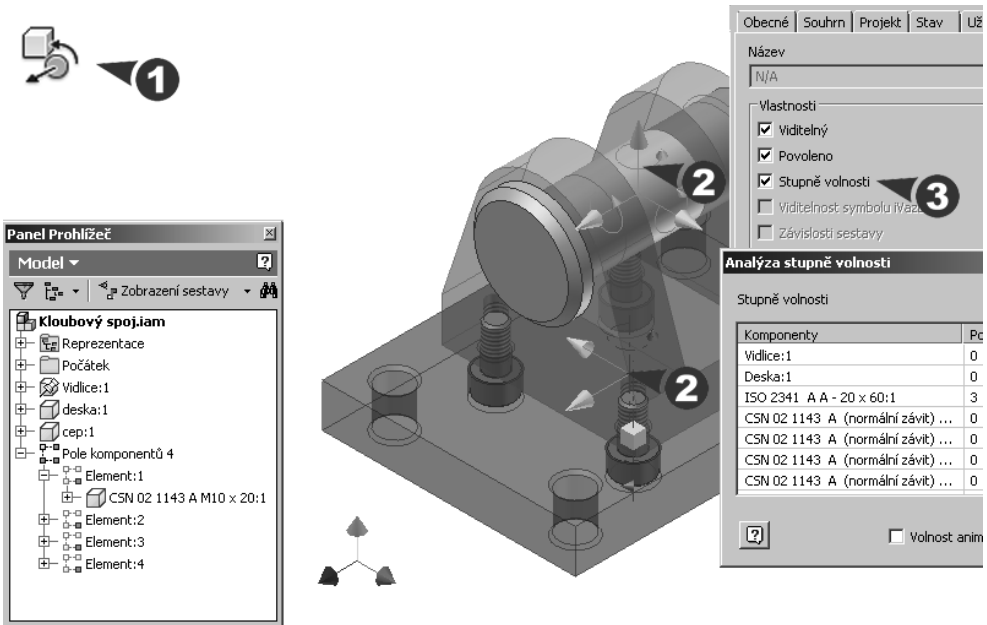 1
2
2
3
Obecné Souhrn Projekt Stav
Název
N/A
Vlastnosti
Viditelný
Povoleno
Stupně volnosti
Viditelnost symbolu
Závislosti sestavy
Panel Prohlížeč
Model
Zobrazení sestavy
Kloubový spoj.iam
Reprezentace
Počátek
Vidlice:1
deska:1
cep:1
Pole komponentů 4
Element:1
CSN 02 1143 A M10 x 20:1
Element:2
Element:3
Element:4
Analýza stupně volnosti
Stupně volnosti
Komponenty
Vidlice:1 0
Deska:1 0
ISO 2341 A A - 20 x 60:1 3
CSN 02 1143 A (normální závit) ... 0
CSN 02 1143 A (normální závit) ... 0
CSN 02 1143 A (normální závit) ... 0
CSN 02 1143 A (normální závit) ... 0
Volnost